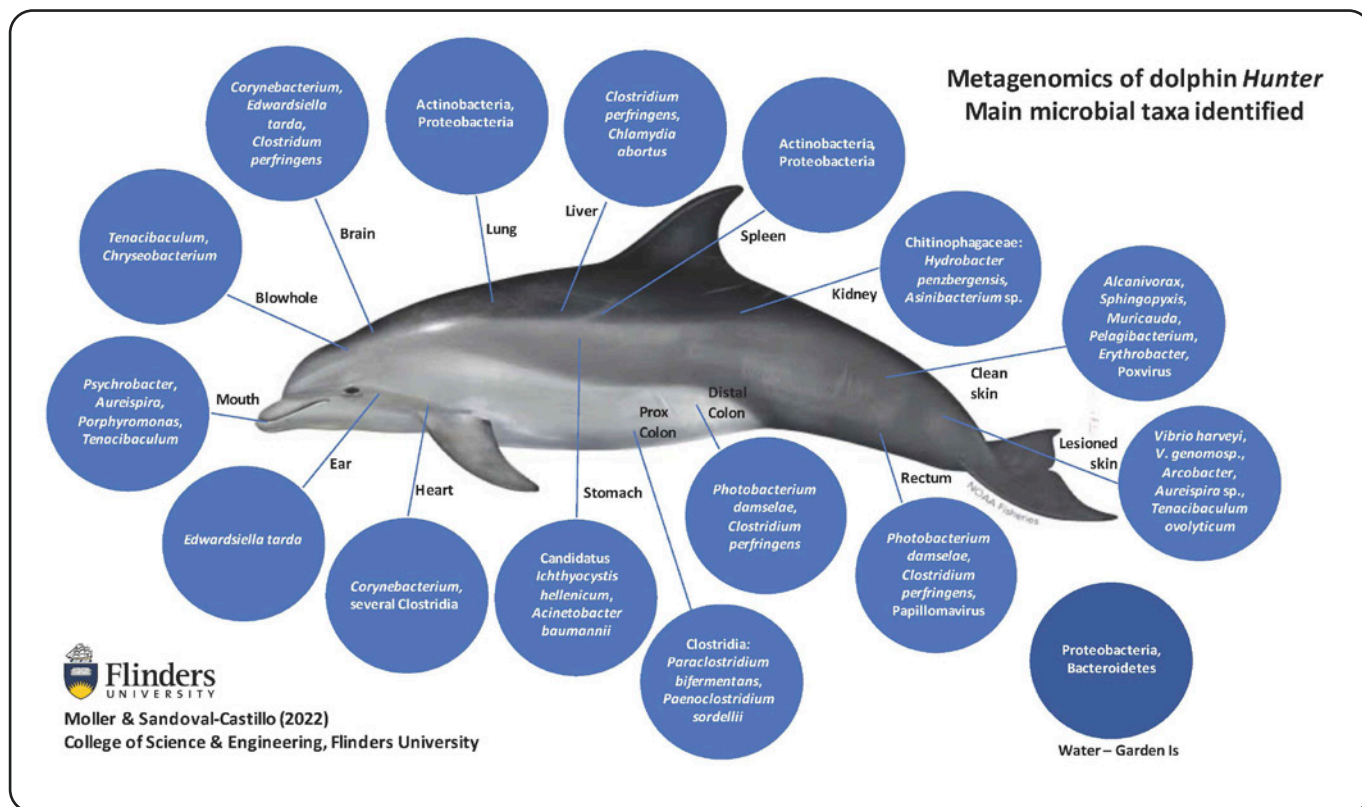 Metagenomics of dolphin Hunter
Main microbial taxa identified
Corynebacterium,
Edwardsiella
tarda,
Clostridum
perfringens
Brain
Actinobacteria,
Proteobacteria
Lung
Clostridium
perfringens,
Chlamydia
abortus
Liver
Actinobacteria,
Proteobacteria
Spleen
Tenacibaculum,
Chryseobacterium
Blowhole
Chitinophagaceae:
Hydrobacter
penzbergensis,
Asinibacterium sp.
Kidney
Alcanivorax,
Sphingopyxis,
Muricauda,
Pelagibacterium,
Erythrobacter,
Poxvirus
Clean
skin
Psychrobacter,
Aureispira,
Porphyromonas,
Tenacibaculum
Mouth
Distal
Colon
Prox
Colon
Vibrio harveyi,
V. genomosp.,
Arcobacter,
Aureispira sp.,
Tenacibaculum
ovolyticum
Lesioned
skin
NOAA Fisheries
Ear
Edwardsiella tarda
Heart
Corynebacterium,
several Clostridia
Stomach
Candidatus
Ichthyocystis
hellenicum,
Acinetobacter
baumannii
Photobacterium
damselae,
Clostridium
perfringens
Rectum
Photobacterium
damselae,
Clostridium
perfringens,
Papillomavirus
Clostridia:
Paraclostridium
bifermentans,
Paenoclostridium
sordellii
Proteobacteria,
Bacteroidetes
Water – Garden Is
Flinders
UNIVERSITY
Moller & Sandoval-Castillo (2022)
College of Science & Engineering, Flinders University